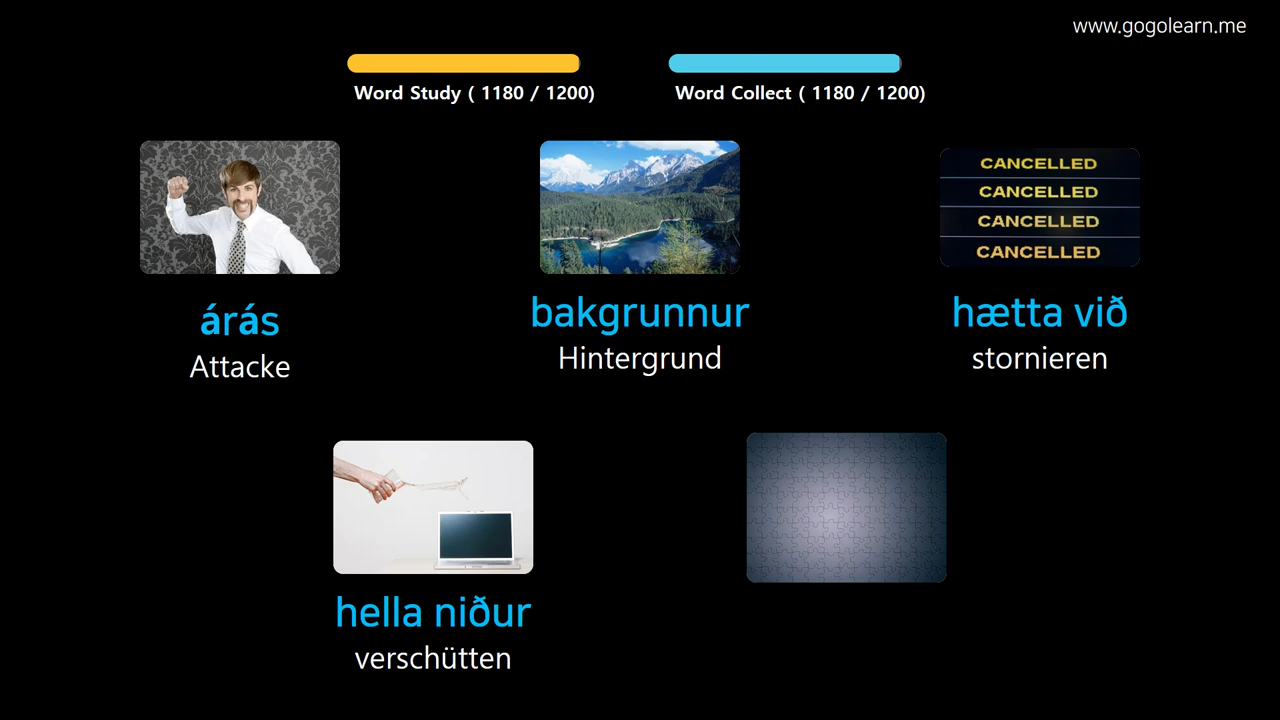 www.gogolearn.me
Word Study ( 1180 / 1200)
Word Collect ( 1180 / 1200)
CANCELLED
CANCELLED
CANCELLED
CANCELLED
árás
Attacke
bakgrunnur
Hintergrund
hætta við
stornieren
hella niður
verschütten